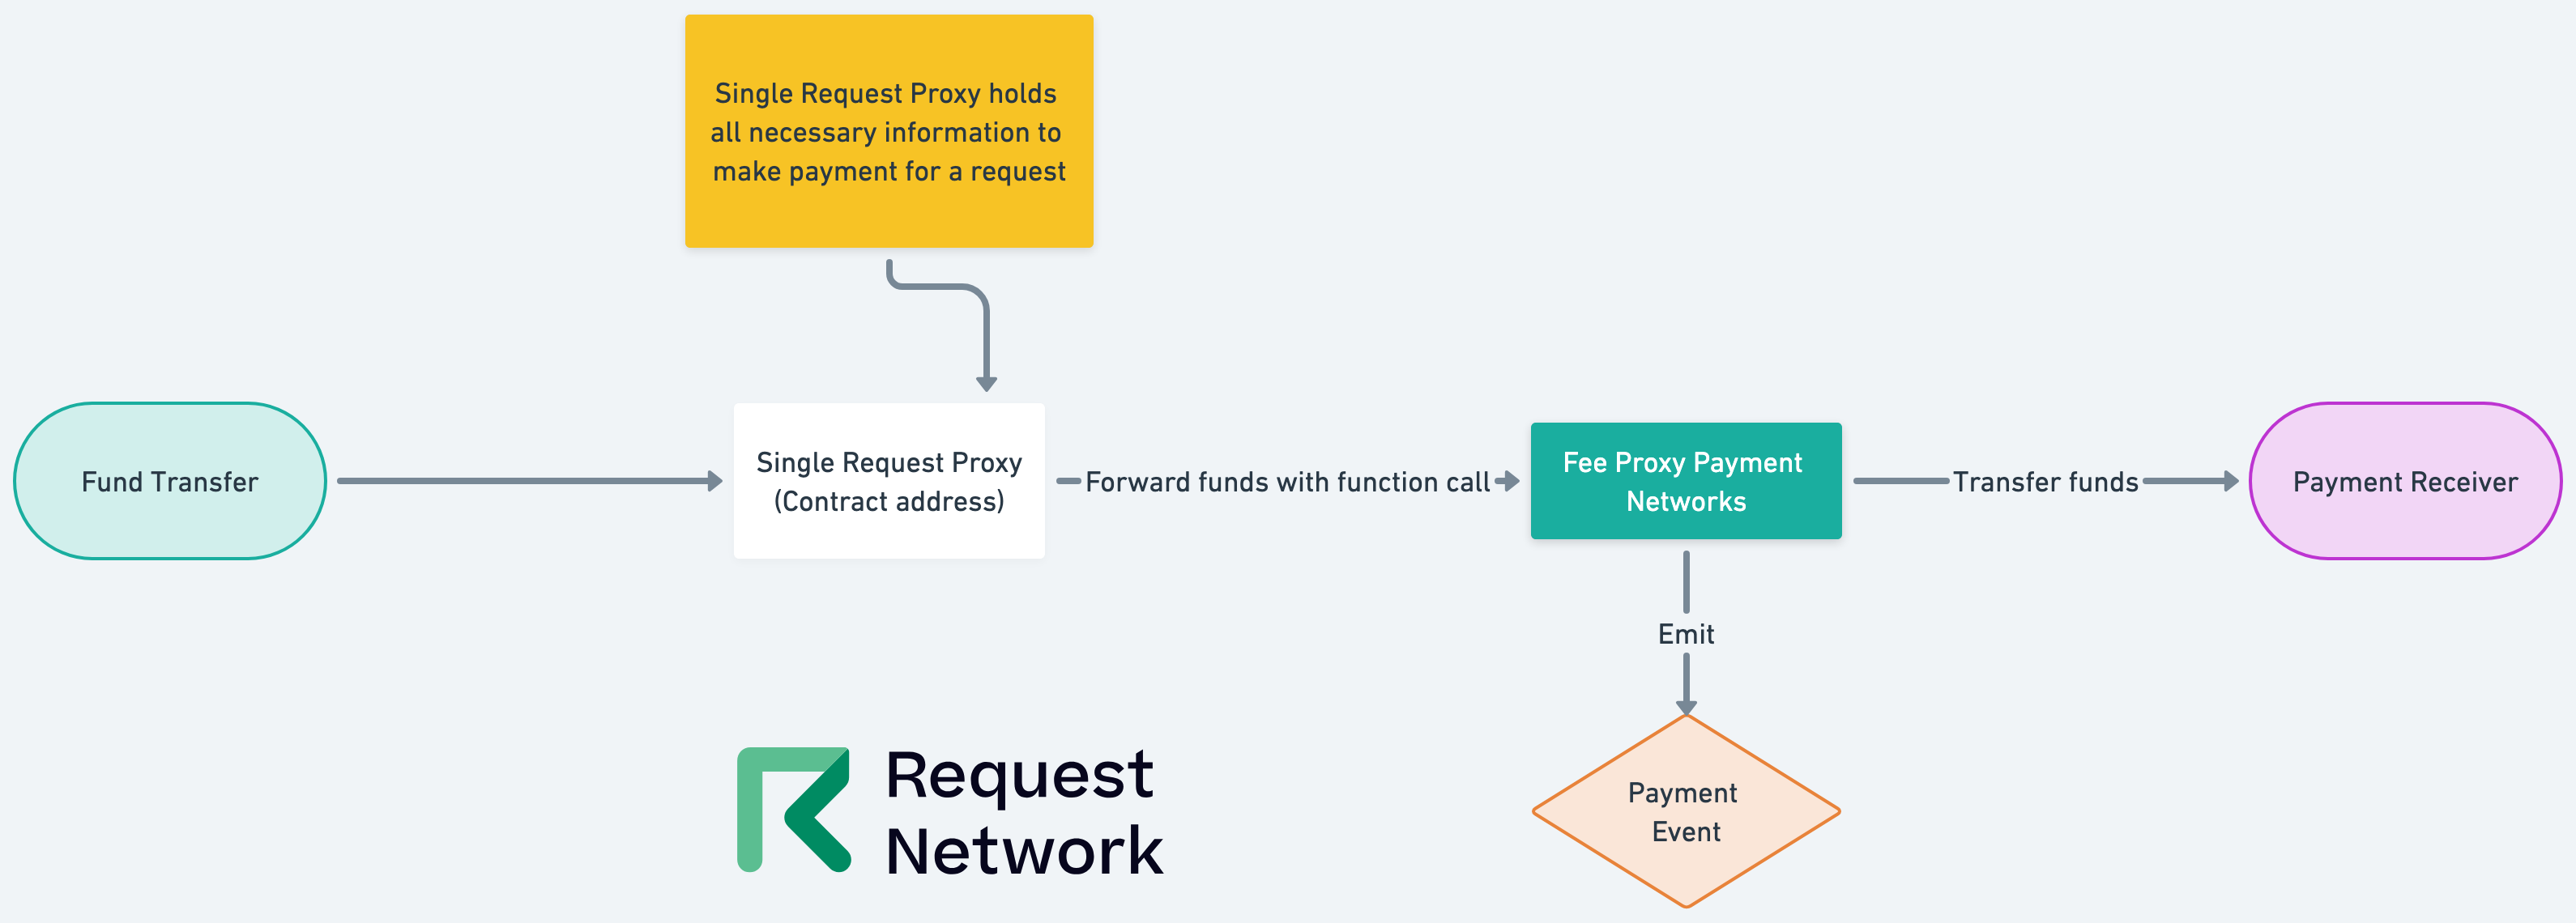 Single Request Proxy holds
all necessary information to
make payment for a request
Fund Transfer
Single Request Proxy
(Contract address)
Forward funds with function call
Fee Proxy Payment
Networks
Transfer funds
Payment Receiver
Emit
Payment
Event
Request
Network